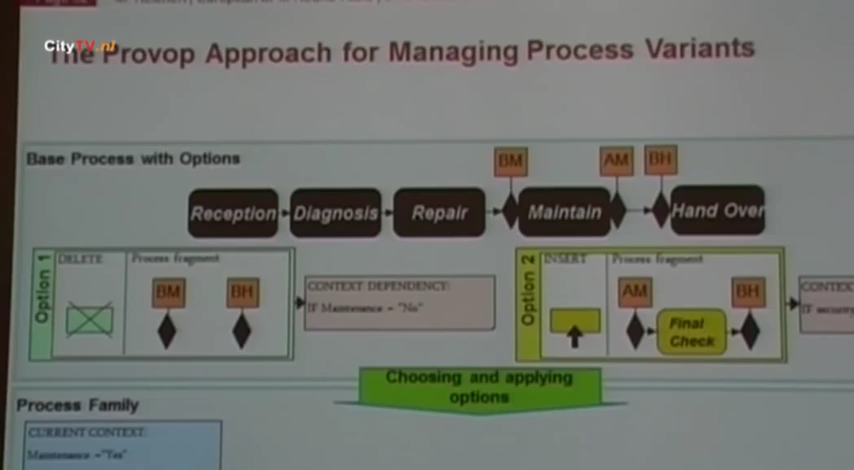 CityTV.nl
The Provop Approach for Managing Process Variants
Base Process with Options
BM
AM
BH
Reception
Diagnosis
Repair
Maintain
Hand Over
Option 1
DELETE
Process fragment
BM
BH
CONTEXT DEPENDENCY:
IF Maintenance = "No"
Option 2
INSERT
Process fragment
AM
BH
Final
Check
IF security
Choosing and applying
options
Process Family
CURRENT CONTEXT:
Maintenance ="Yes"